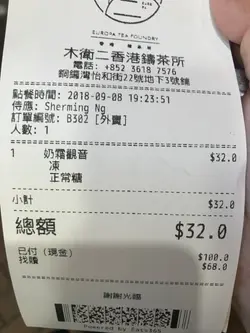 EUROPA TEA FOUNDRY
木衛二香港鑄茶所
電話: +852 3618 7576
銅鑼灣怡和街22號地下3號鋪
點餐時間: 2018-09-08 19:23:51
侍應: Sherming Ng
訂單編號: B302 [外賣]
人數: 1
1 奶霜觀音 $32.0
凍
正常糖
小計 $32.0
總額 $32.0
已付 (現金) $100.0
找贖 $68.0
謝謝光臨
Powered by Eats365